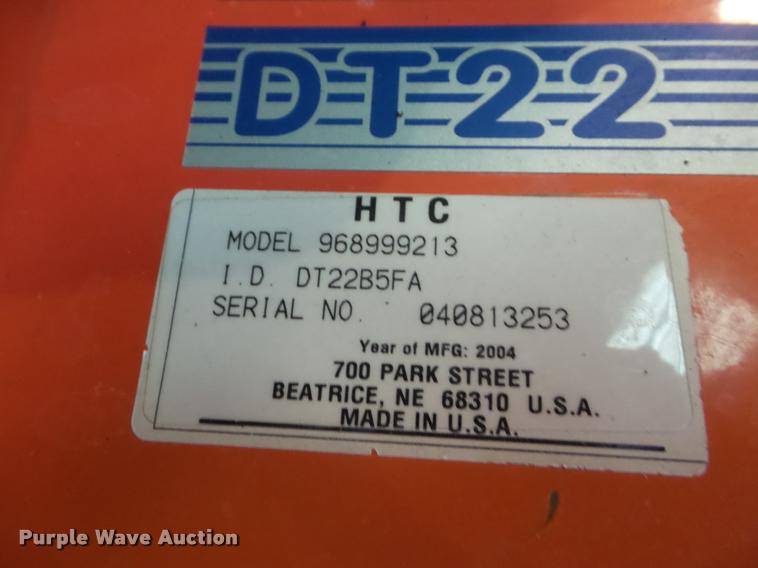 DT22
HTC
MODEL 968999213
I.D. DT22B5FA
SERIAL NO. 040813253
Year of MFG: 2004
700 PARK STREET
BEATRICE, NE 68310 U.S.A.
MADE IN U.S.A.
Purple Wave Auction